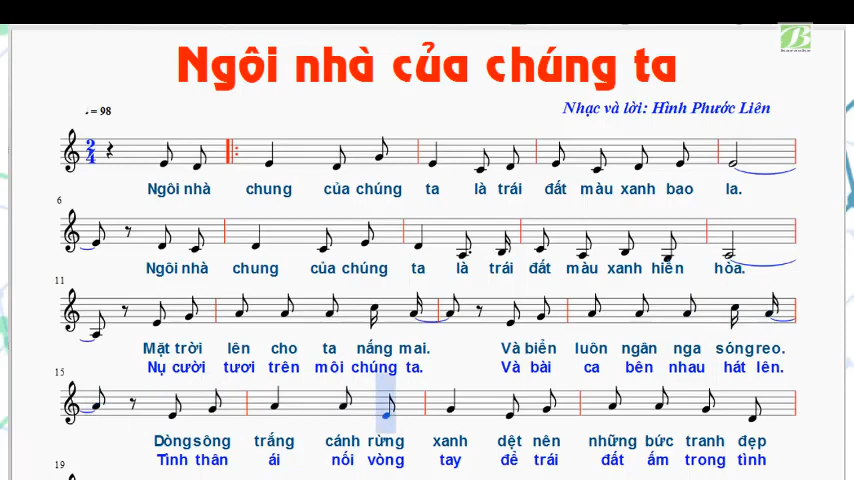 B
karaoke
Ngôi nhà của chúng ta
♩ = 98
Nhạc và lời: Hình Phước Liên
2
4
Ngôi nhà chung của chúng ta là trái đất màu xanh bao la.
6
Ngôi nhà chung của chúng ta là trái đất màu xanh hiền hòa.
11
Mặt trời lên cho ta nắng mai. Và biển luôn ngân nga sóng reo.
Nụ cười tươi trên môi chúng ta. Và bài ca bên nhau hát lên.
15
Dòng sông trắng cánh rừng xanh dệt nên những bức tranh đẹp
Tình thân ái nối vòng tay để trái đất ấm trong tình
19